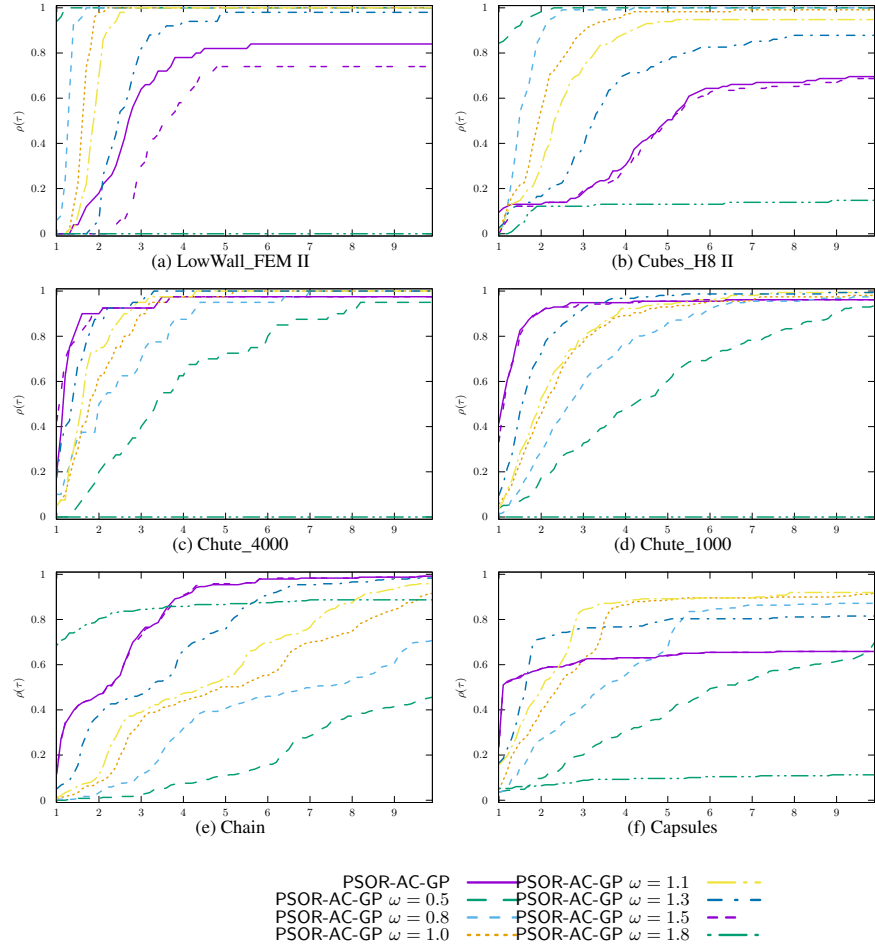 1
0.8
0.6
0.4
0.2
0
ρ(τ)
1 2 3 4 5 6 7 8 9
(a) LowWall_FEM II
1
0.8
0.6
0.4
0.2
0
ρ(τ)
1 2 3 4 5 6 7 8 9
(b) Cubes_H8 II
1
0.8
0.6
0.4
0.2
0
ρ(τ)
1 2 3 4 5 6 7 8 9
(c) Chute_4000
1
0.8
0.6
0.4
0.2
0
ρ(τ)
1 2 3 4 5 6 7 8 9
(d) Chute_1000
1
0.8
0.6
0.4
0.2
0
ρ(τ)
1 2 3 4 5 6 7 8 9
(e) Chain
1
0.8
0.6
0.4
0.2
0
ρ(τ)
1 2 3 4 5 6 7 8 9
(f) Capsules
PSOR-AC-GP PSOR-AC-GP ω = 1.1
PSOR-AC-GP ω = 0.5 PSOR-AC-GP ω = 1.3
PSOR-AC-GP ω = 0.8 PSOR-AC-GP ω = 1.5
PSOR-AC-GP ω = 1.0 PSOR-AC-GP ω = 1.8